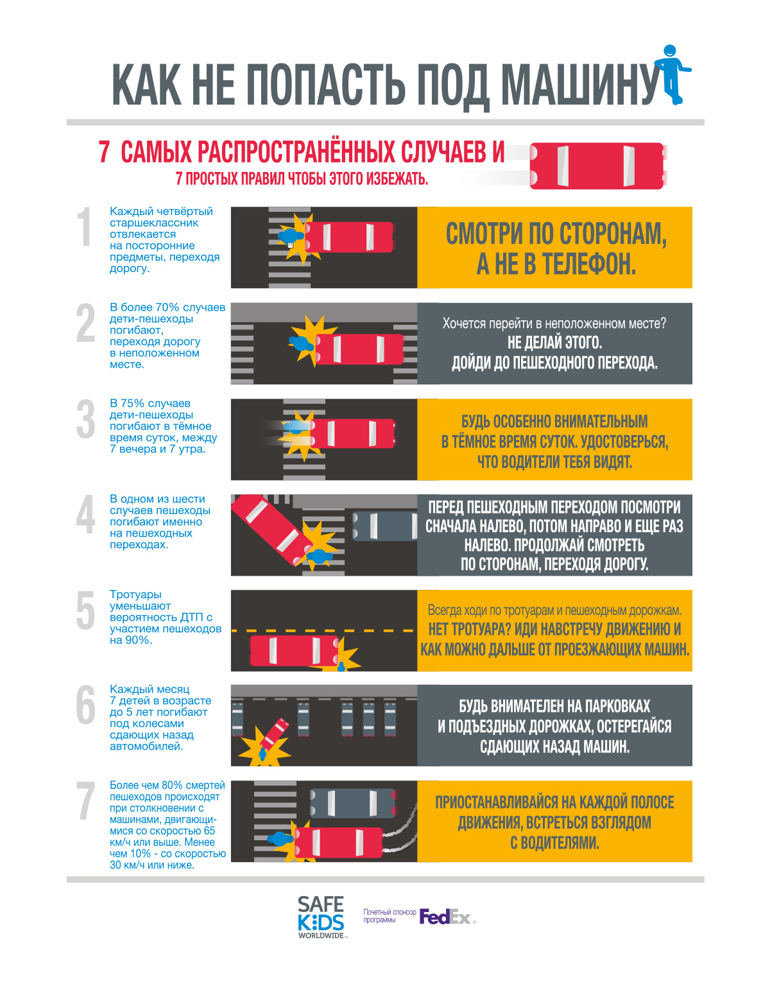 КАК НЕ ПОПАСТЬ ПОД МАШИНУ
7 САМЫХ РАСПРОСТРАНЁННЫХ СЛУЧАЕВ И
7 ПРОСТЫХ ПРАВИЛ ЧТОБЫ ЭТОГО ИЗБЕЖАТЬ.
1
Каждый четвёртый
старшеклассник
отвлекается
на посторонние
предметы, переходя
дорогу.
СМОТРИ ПО СТОРОНАМ,
А НЕ В ТЕЛЕФОН.
2
В более 70% случаев
дети-пешеходы
погибают,
переходя дорогу
в неположенном
месте.
Хочется перейти в неположенном месте?
НЕ ДЕЛАЙ ЭТОГО.
ДОЙДИ ДО ПЕШЕХОДНОГО ПЕРЕХОДА.
3
В 75% случаев
дети-пешеходы
погибают в тёмное
время суток, между
7 вечера и 7 утра.
БУДЬ ОСОБЕННО ВНИМАТЕЛЬНЫМ
В ТЁМНОЕ ВРЕМЯ СУТОК. УДОСТОВЕРЬСЯ,
ЧТО ВОДИТЕЛИ ТЕБЯ ВИДЯТ.
4
В одном из шести
случаев пешеходы
погибают именно
на пешеходных
переходах.
ПЕРЕД ПЕШЕХОДНЫМ ПЕРЕХОДОМ ПОСМОТРИ
СНАЧАЛА НАЛЕВО, ПОТОМ НАПРАВО И ЕЩЕ РАЗ
НАЛЕВО. ПРОДОЛЖАЙ СМОТРЕТЬ
ПО СТОРОНАМ, ПЕРЕХОДЯ ДОРОГУ.
5
Тротуары
уменьшают
вероятность ДТП с
участием пешеходов
на 90%.
Всегда ходи по тротуарам и пешеходным дорожкам.
НЕТ ТРОТУАРА? ИДИ НАВСТРЕЧУ ДВИЖЕНИЮ И
КАК МОЖНО ДАЛЬШЕ ОТ ПРОЕЗЖАЮЩИХ МАШИН.
6
Каждый месяц
7 детей в возрасте
до 5 лет погибают
под колесами
сдающих назад
автомобилей.
БУДЬ ВНИМАТЕЛЕН НА ПАРКОВКАХ
И ПОДЪЕЗДНЫХ ДОРОЖКАХ, ОСТЕРЕГАЙСЯ
СДАЮЩИХ НАЗАД МАШИН.
7
Более чем 80% смертей
пешеходов происходят
при столкновении с
машинами, двигающи-
мися со скоростью 65
км/ч или выше. Менее
чем 10% - со скоростью
30 км/ч или ниже.
ПРИОСТАНАВЛИВАЙСЯ НА КАЖДОЙ ПОЛОСЕ
ДВИЖЕНИЯ, ВСТРЕТЬСЯ ВЗГЛЯДОМ
С ВОДИТЕЛЯМИ.
SAFE
KIDS
WORLDWIDE™
Почетный спонсор
программы
FedEx®